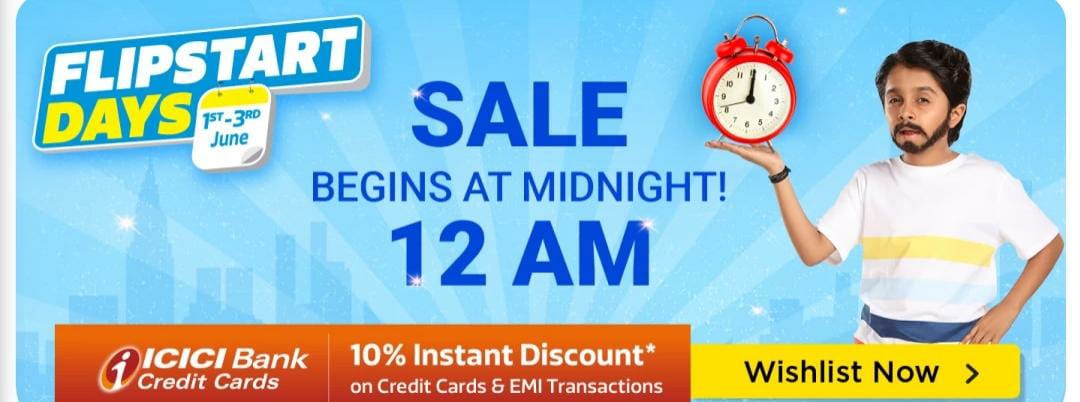 FLIPSTART
DAYS
1ST-3RD
June
SALE
BEGINS AT MIDNIGHT!
12 AM
ICICI Bank
Credit Cards
10% Instant Discount*
on Credit Cards & EMI Transactions
Wishlist Now >